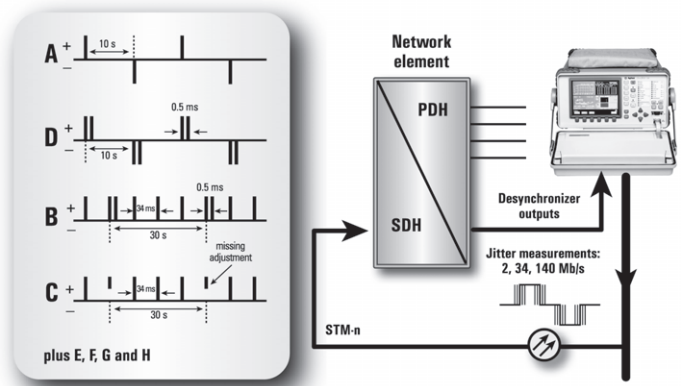 A + −
10 s
D + −
0.5 ms
10 s
B + −
0.5 ms
34 ms
30 s
missing
adjustment
C + −
34 ms
30 s
plus E, F, G and H
Network
element
PDH
SDH
Desynchronizer
outputs
Jitter measurements:
2, 34, 140 Mb/s
STM-n